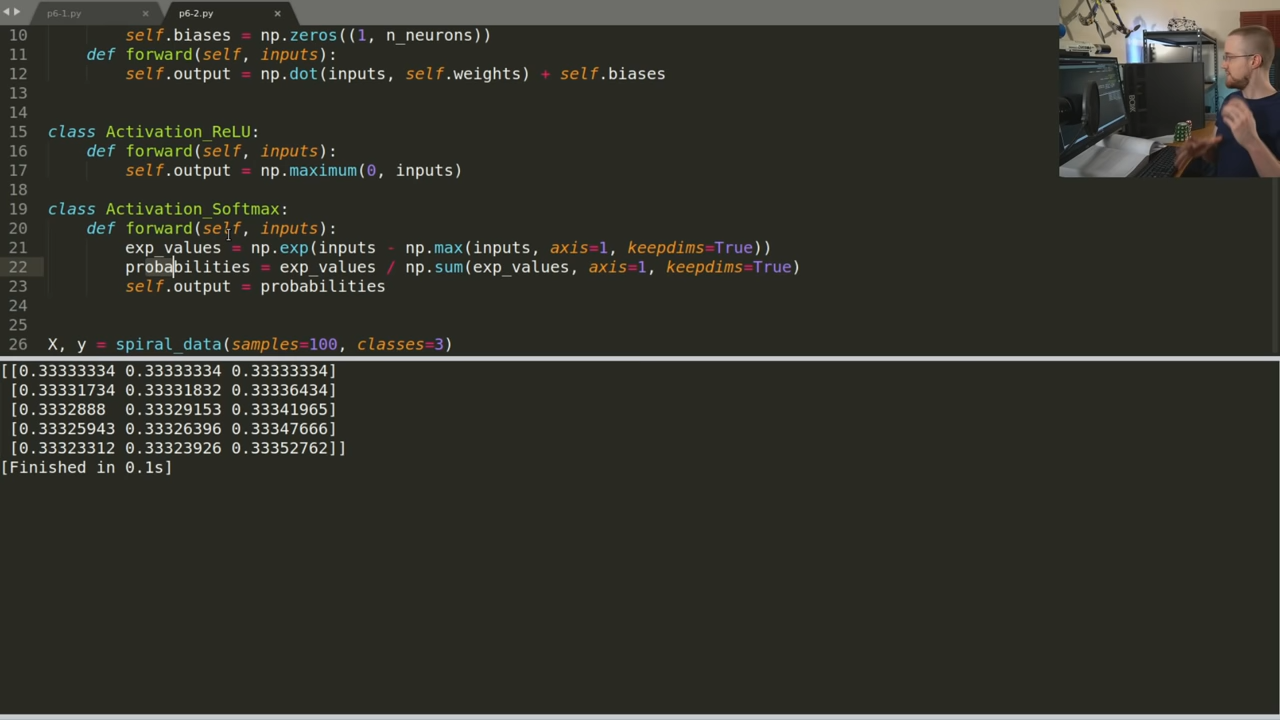 p6-1.py × p6-2.py ×
10 self.biases = np.zeros((1, n_neurons))
11 def forward(self, inputs):
12 self.output = np.dot(inputs, self.weights) + self.biases
13
14
15 class Activation_ReLU:
16 def forward(self, inputs):
17 self.output = np.maximum(0, inputs)
18
19 class Activation_Softmax:
20 def forward(self, inputs):
21 exp_values = np.exp(inputs - np.max(inputs, axis=1, keepdims=True))
22 probabilities = exp_values / np.sum(exp_values, axis=1, keepdims=True)
23 self.output = probabilities
24
25
26 X, y = spiral_data(samples=100, classes=3)
[[0.33333334 0.33333334 0.33333334]
[0.33331734 0.33331832 0.33336434]
[0.3332888 0.33329153 0.33341965]
[0.33325943 0.33326396 0.33347666]
[0.33323312 0.33323926 0.33352762]]
[Finished in 0.1s]